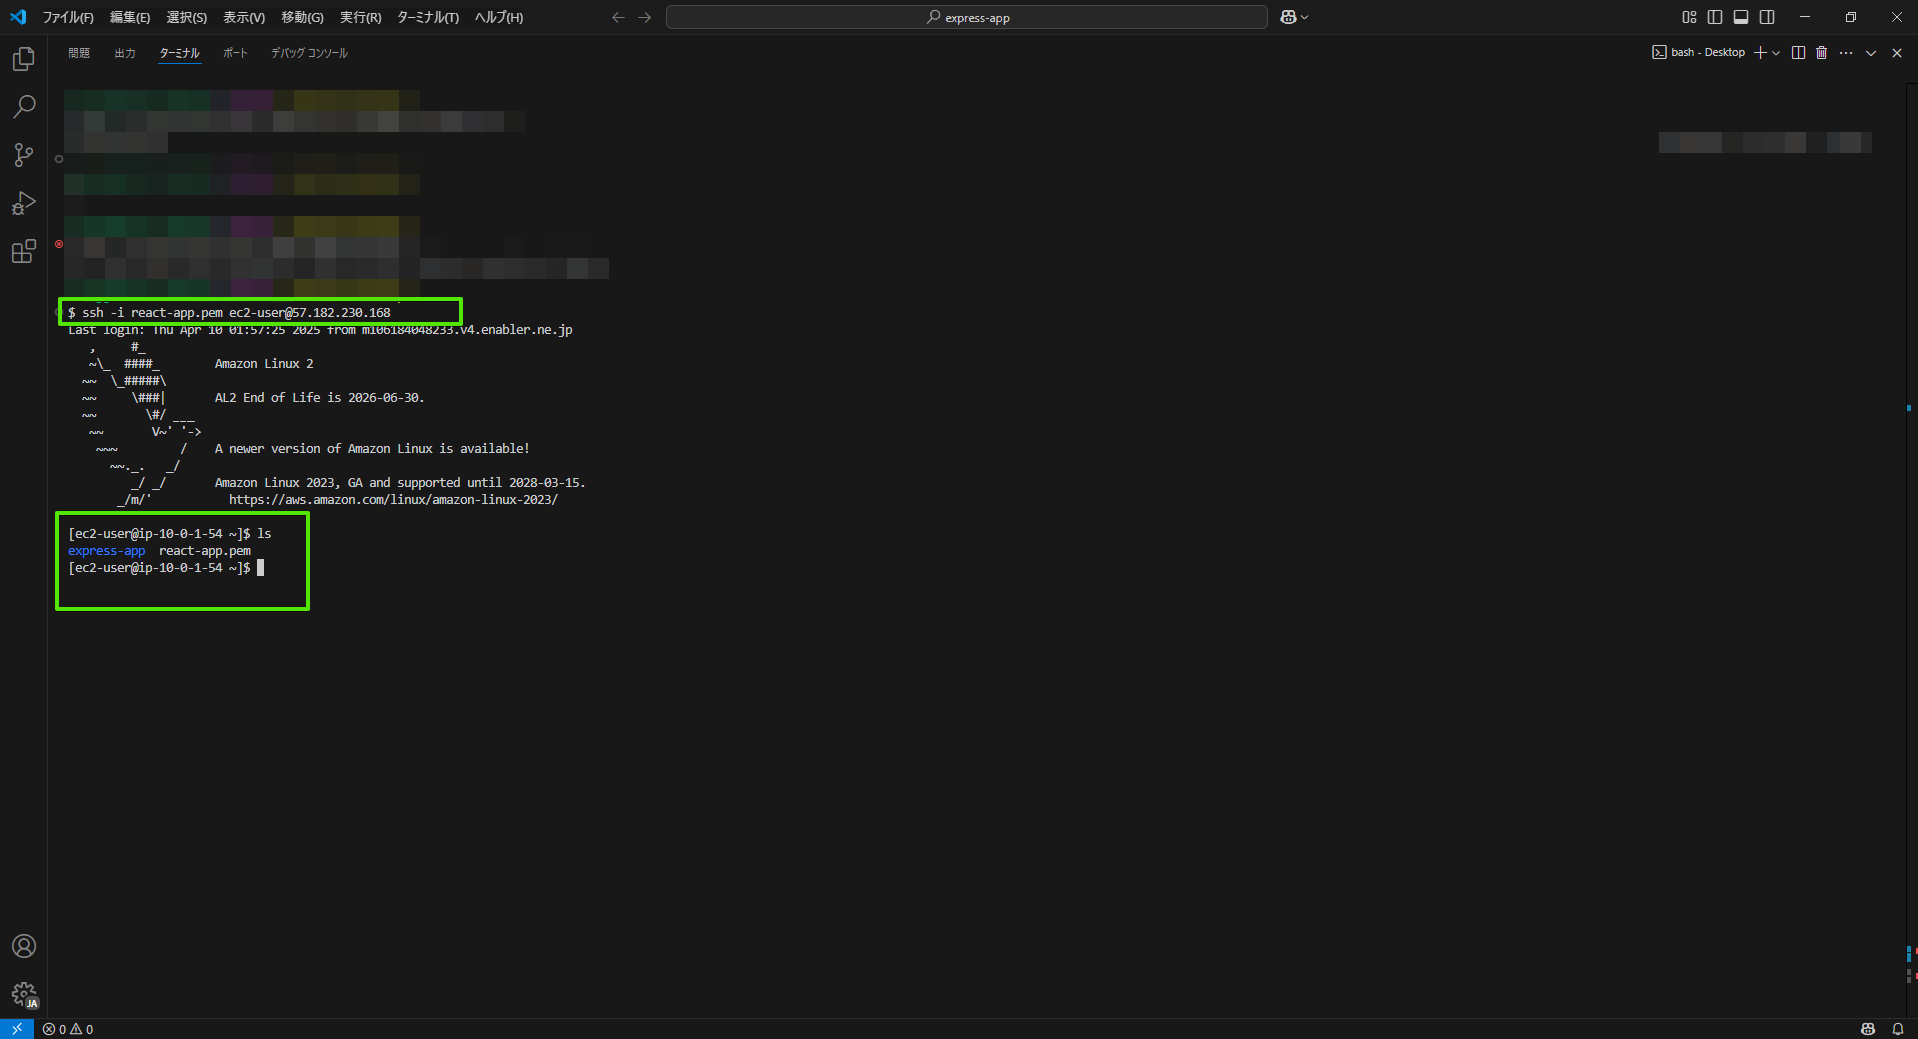 ファイル(F) 編集(E) 選択(S) 表示(V) 移動(G) 実行(R) ターミナル(T) ヘルプ(H) express-app
問題 出力 ターミナル ポート デバッグ コンソール bash - Desktop
$ ssh -i react-app.pem ec2-user@57.182.230.168
Last login: Thu Apr 10 01:57:25 2025 from m106184048233.v4.enabler.ne.jp
   ,     #_
   ~\_  ####_        Amazon Linux 2
  ~~  \_#####\
  ~~     \###|       AL2 End of Life is 2026-06-30.
  ~~       \#/ ___
   ~~       V~' '->
    ~~~         /    A newer version of Amazon Linux is available!
      ~~._.   _/
         _/ _/       Amazon Linux 2023, GA and supported until 2028-03-15.
       _/m/'           https://aws.amazon.com/linux/amazon-linux-2023/
[ec2-user@ip-10-0-1-54 ~]$ ls
express-app  react-app.pem
[ec2-user@ip-10-0-1-54 ~]$
JA
0 0